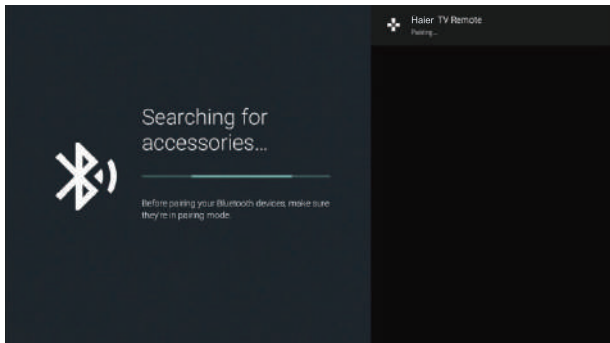 Searching for
accessories...
Before pairing your Bluetooth devices, make sure
they're in pairing mode.
Haier TV Remote
Pairing...